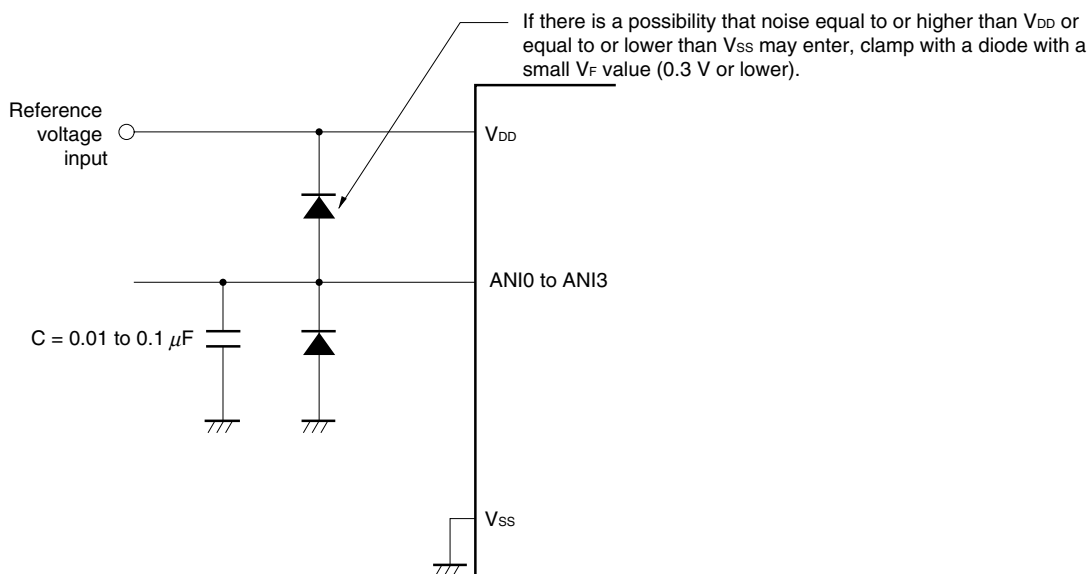 If there is a possibility that noise equal to or higher than VDD or
equal to or lower than VSS may enter, clamp with a diode with a
small VF value (0.3 V or lower).
Reference
voltage
input
VDD
ANI0 to ANI3
C = 0.01 to 0.1 μF
VSS